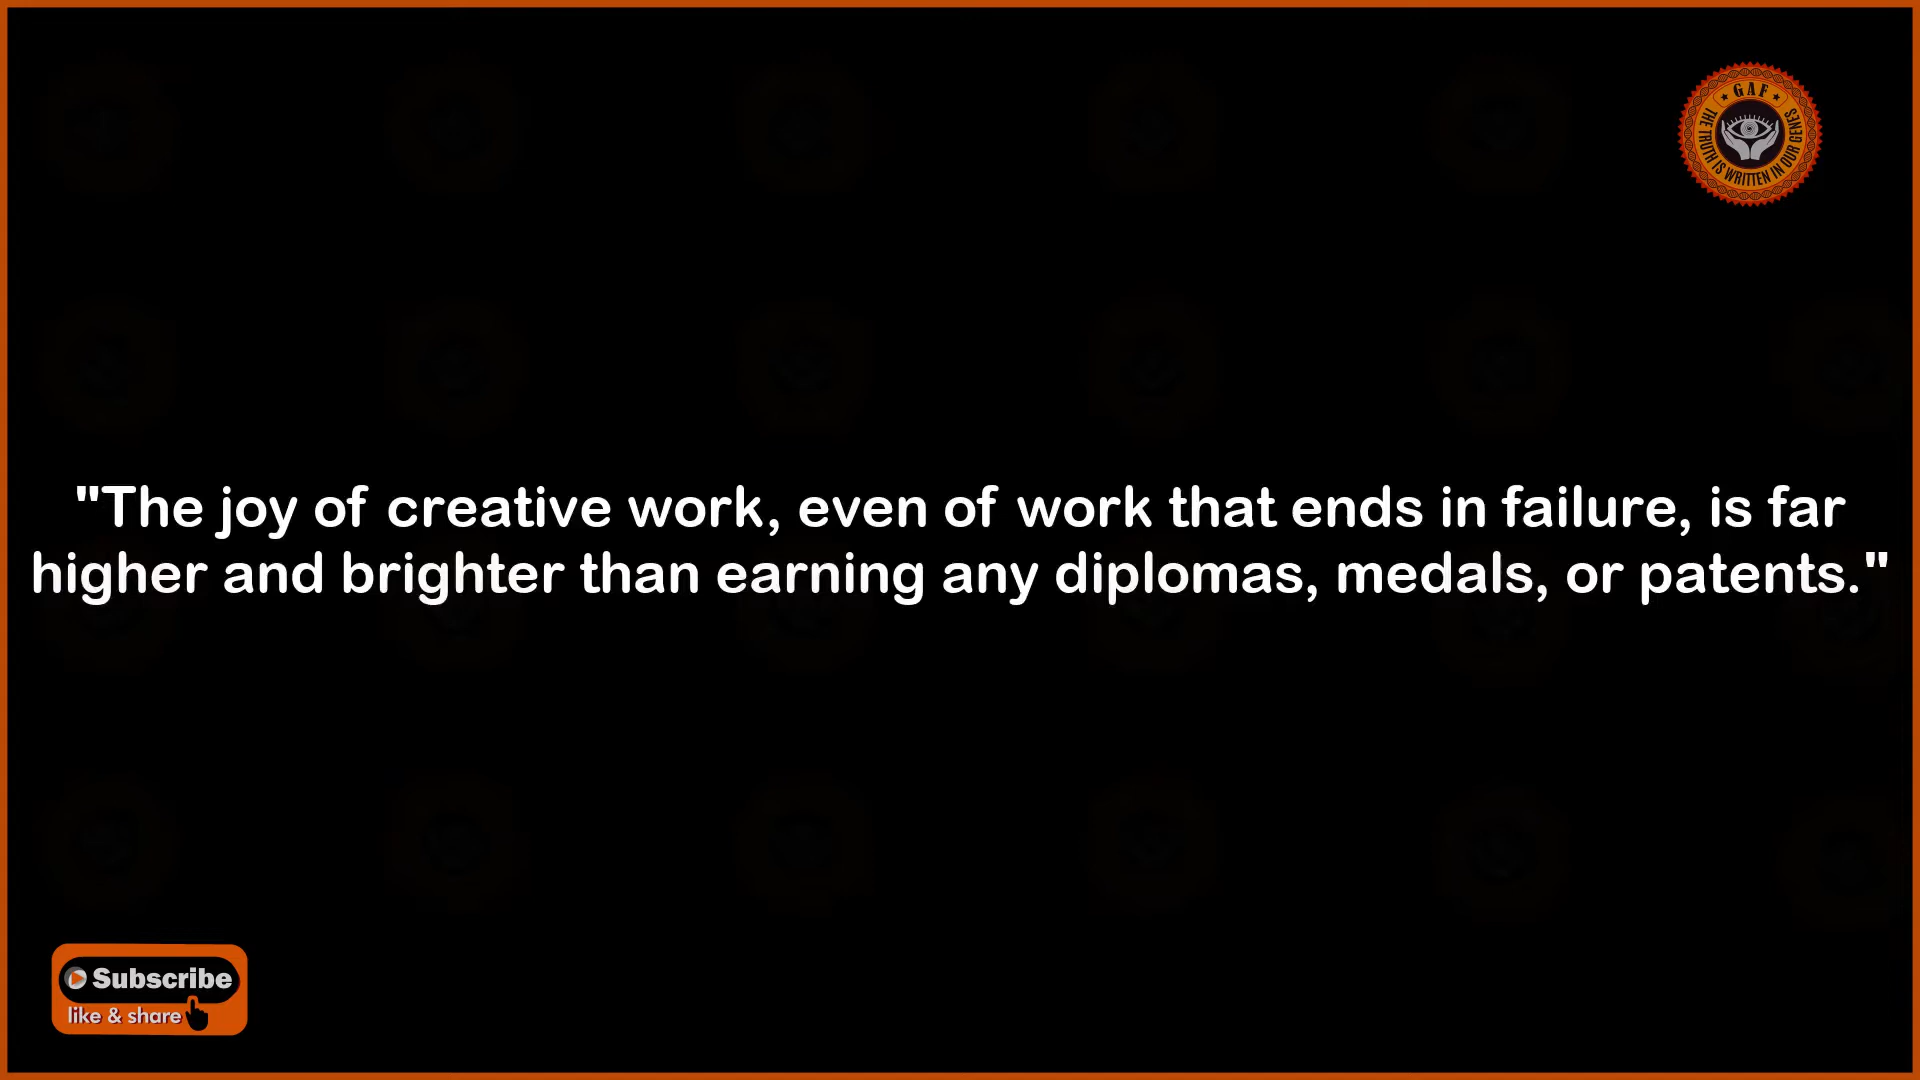 GAF
THE TRUTH IS WRITTEN IN OUR GENES
"The joy of creative work, even of work that ends in failure, is far
higher and brighter than earning any diplomas, medals, or patents."
Subscribe
like & share